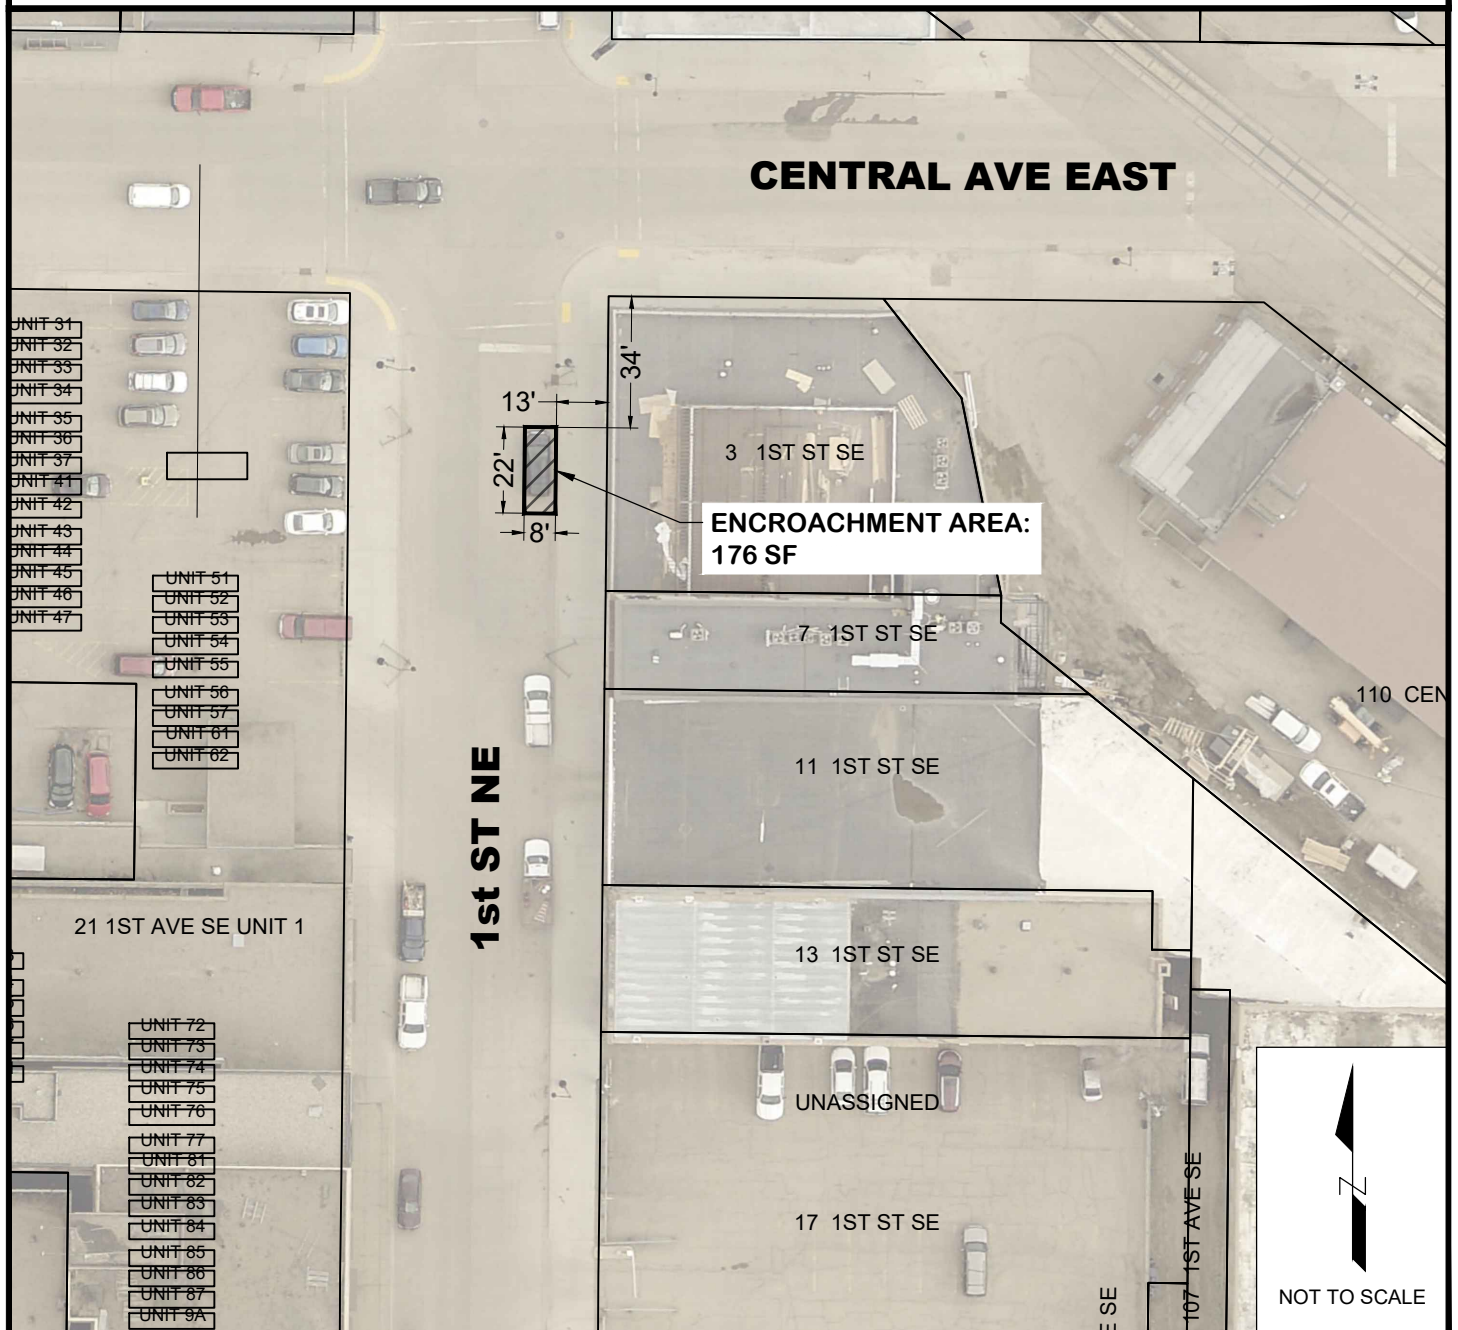 CENTRAL AVE EAST
UNIT 31
UNIT 32
UNIT 33
UNIT 34
UNIT 35
UNIT 36
UNIT 37
UNIT 41
UNIT 42
UNIT 43
UNIT 44
UNIT 45
UNIT 46
UNIT 47
34'
13'
22'
8'
3 1ST ST SE
ENCROACHMENT AREA:
176 SF
UNIT 51
UNIT 52
UNIT 53
UNIT 54
UNIT 55
UNIT 56
UNIT 57
UNIT 61
UNIT 62
7 1ST ST SE
110 CEN
11 1ST ST SE
1st ST NE
21 1ST AVE SE UNIT 1
13 1ST ST SE
UNIT 72
UNIT 73
UNIT 74
UNIT 75
UNIT 76
UNIT 77
UNIT 81
UNIT 82
UNIT 83
UNIT 84
UNIT 85
UNIT 86
UNIT 87
UNIT 9A
UNASSIGNED
17 1ST ST SE
107 1ST AVE SE
E SE
N
NOT TO SCALE